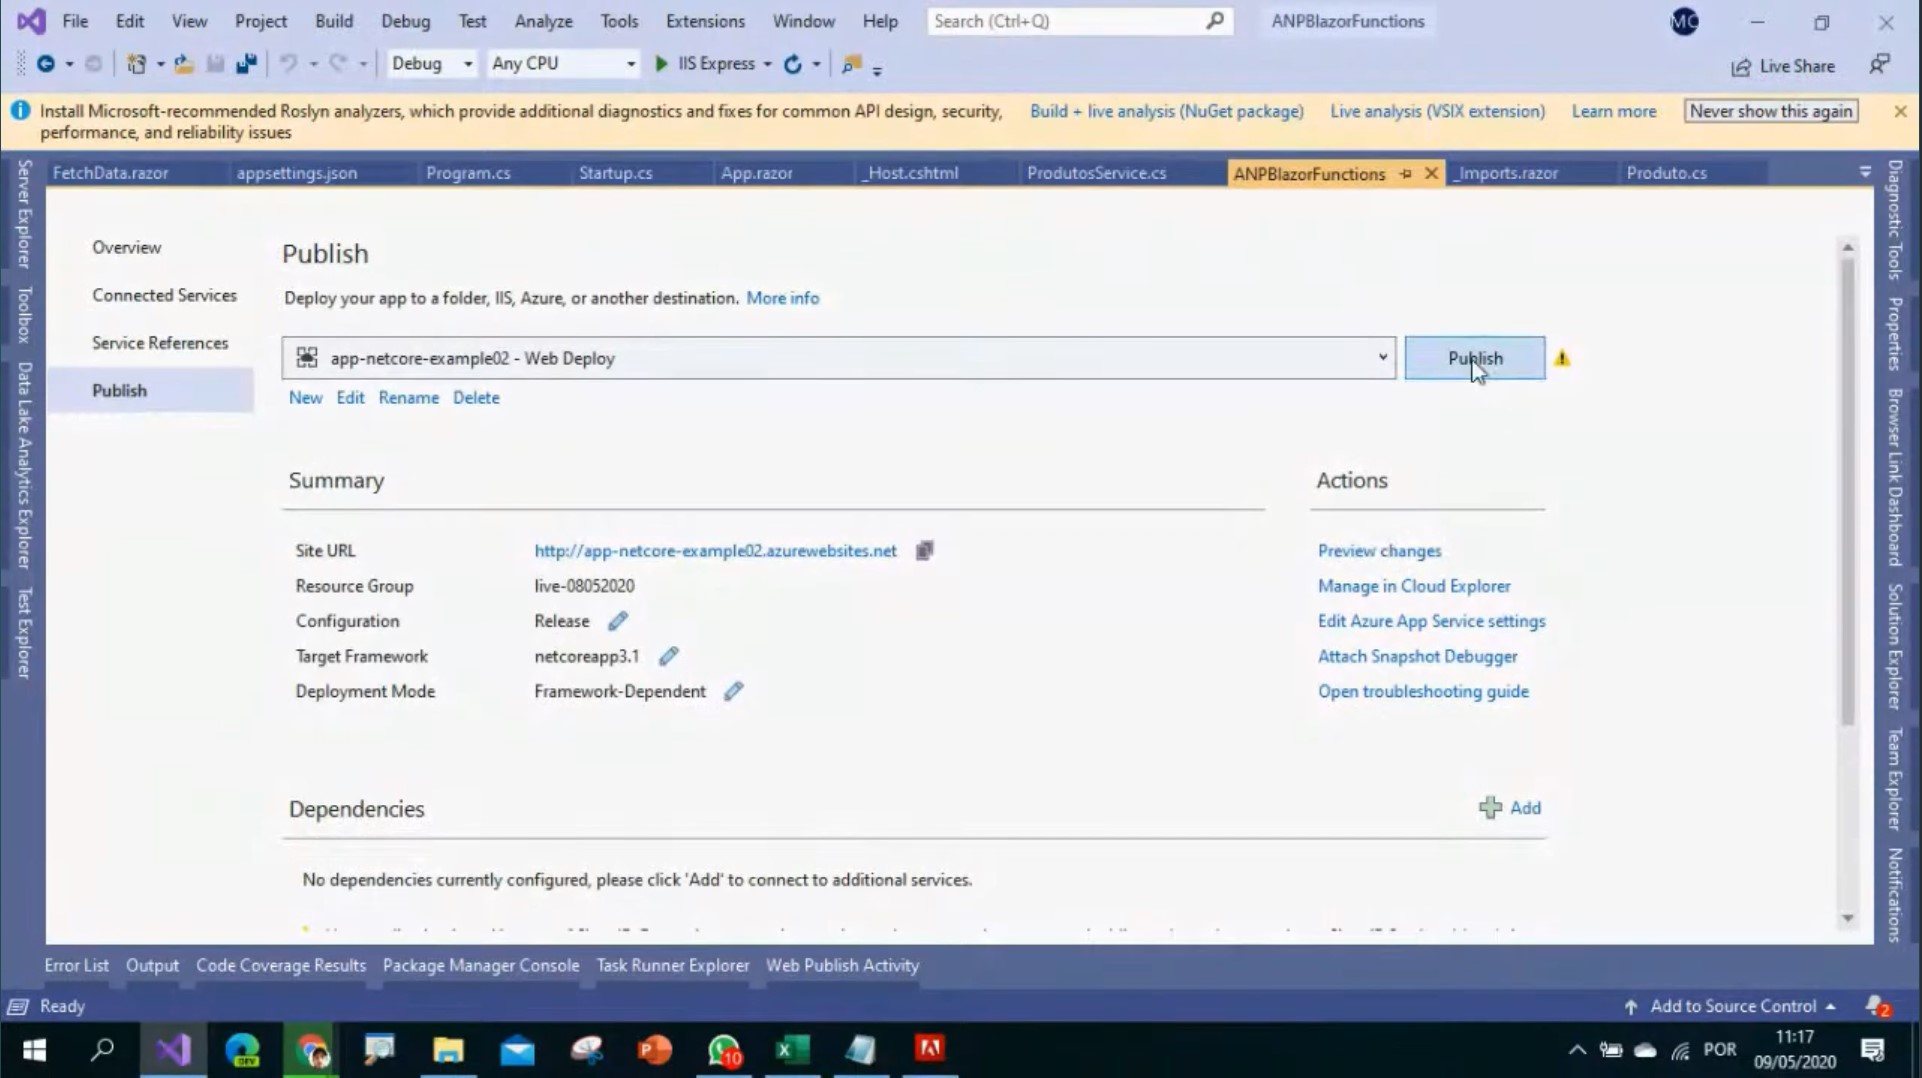 File Edit View Project Build Debug Test Analyze Tools Extensions Window Help Search (Ctrl+Q) ANPBlazorFunctions MC
Debug Any CPU IIS Express Live Share
Install Microsoft-recommended Roslyn analyzers, which provide additional diagnostics and fixes for common API design, security, Build + live analysis (NuGet package) Live analysis (VSIX extension) Learn more Never show this again
performance, and reliability issues
FetchData.razor appsettings.json Program.cs Startup.cs App.razor _Host.cshtml ProdutosService.cs ANPBlazorFunctions _Imports.razor Produto.cs
Server Explorer
Toolbox
Data Lake Analytics Explorer
Test Explorer
Overview
Connected Services
Service References
Publish
Publish
Deploy your app to a folder, IIS, Azure, or another destination. More info
app-netcore-example02 - Web Deploy Publish
New Edit Rename Delete
Summary
Site URL http://app-netcore-example02.azurewebsites.net
Resource Group live-08052020
Configuration Release
Target Framework netcoreapp3.1
Deployment Mode Framework-Dependent
Actions
Preview changes
Manage in Cloud Explorer
Edit Azure App Service settings
Attach Snapshot Debugger
Open troubleshooting guide
Dependencies Add
No dependencies currently configured, please click 'Add' to connect to additional services.
Diagnostic Tools
Properties
Browser Link Dashboard
Solution Explorer
Team Explorer
Notifications
Error List Output Code Coverage Results Package Manager Console Task Runner Explorer Web Publish Activity
Ready Add to Source Control 2
DEV 10 POR 11:17
09/05/2020